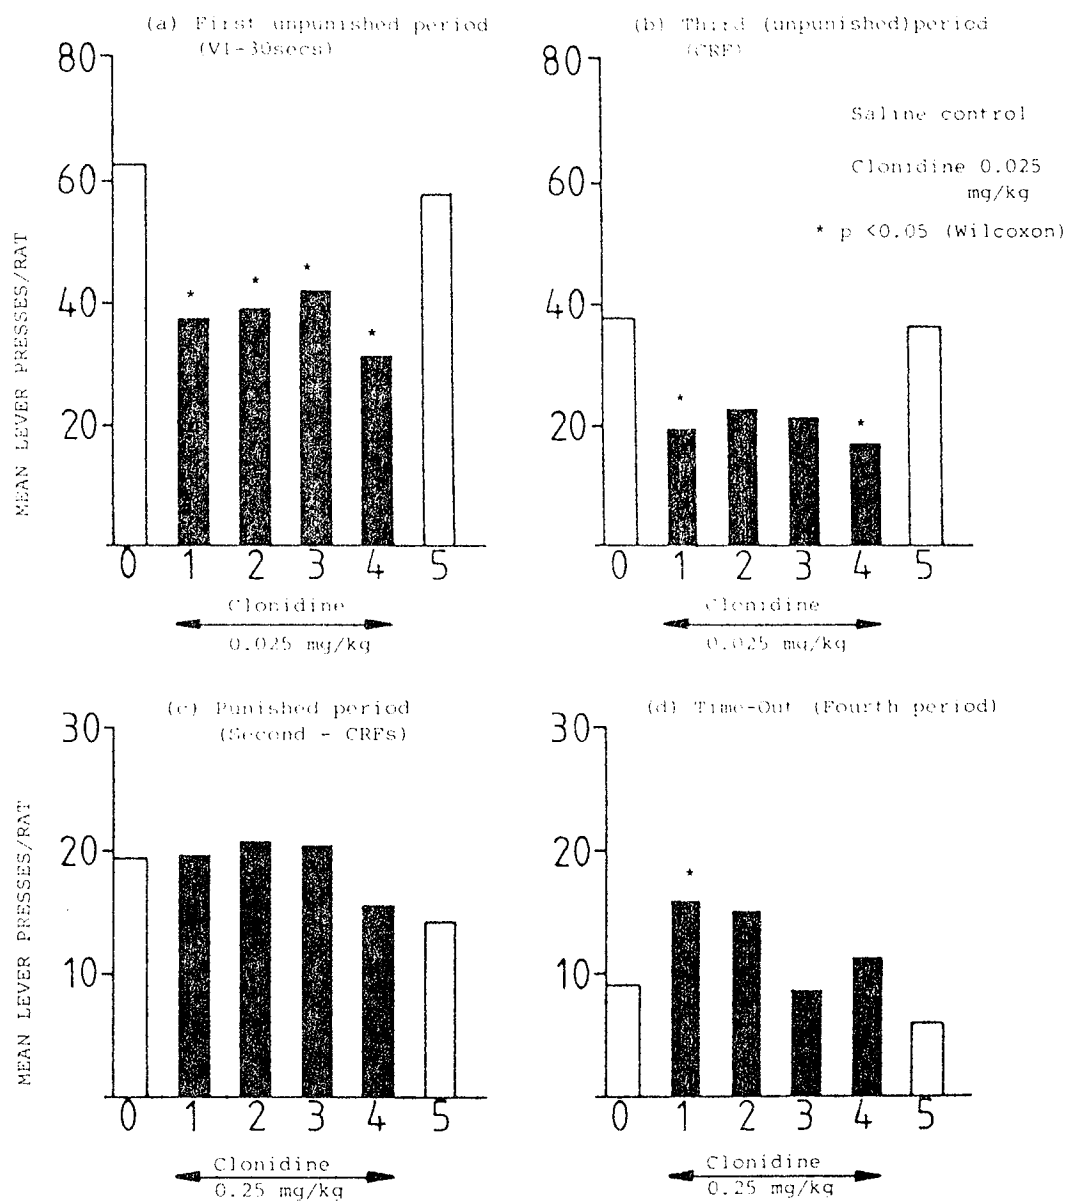 (a) First unpunished period
(VI-30secs)
80
60
40
20
MEAN LEVER PRESSES/RAT
*
*
*
*
0 1 2 3 4 5
Clonidine
0.025 mg/kg
(b) Third (unpunished)period
(CRF)
80
60
40
20
Saline control
Clonidine 0.025
mg/kg
* p <0.05 (Wilcoxon)
*
*
0 1 2 3 4 5
Clonidine
0.025 mg/kg
(c) Punished period
(Second - CRFs)
30
20
10
MEAN LEVER PRESSES/RAT
0 1 2 3 4 5
Clonidine
0.25 mg/kg
(d) Time-Out (Fourth period)
30
20
10
*
0 1 2 3 4 5
Clonidine
0.25 mg/kg